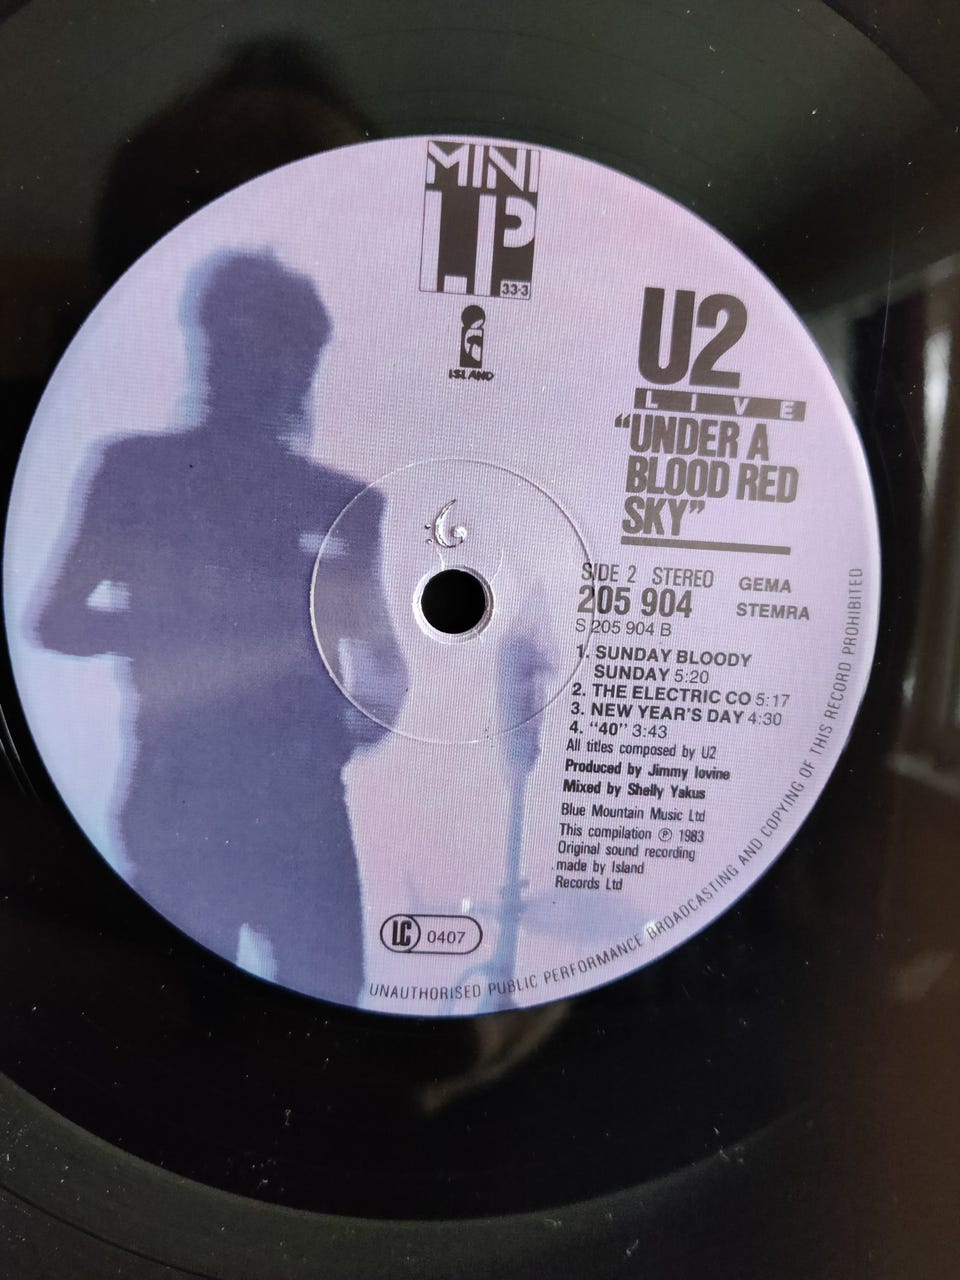 MINI
LP
33·3
ISLAND
U2
LIVE
“UNDER A
BLOOD RED
SKY”
SIDE 2 STEREO
205 904
S 205 904 B
GEMA
STEMRA
1. SUNDAY BLOODY
SUNDAY 5:20
2. THE ELECTRIC CO 5:17
3. NEW YEAR'S DAY 4:30
4. “40” 3:43
All titles composed by U2
Produced by Jimmy Iovine
Mixed by Shelly Yakus
Blue Mountain Music Ltd
This compilation ℗ 1983
Original sound recording
made by Island
Records Ltd
LC 0407
UNAUTHORISED PUBLIC PERFORMANCE BROADCASTING AND COPYING OF THIS RECORD PROHIBITED